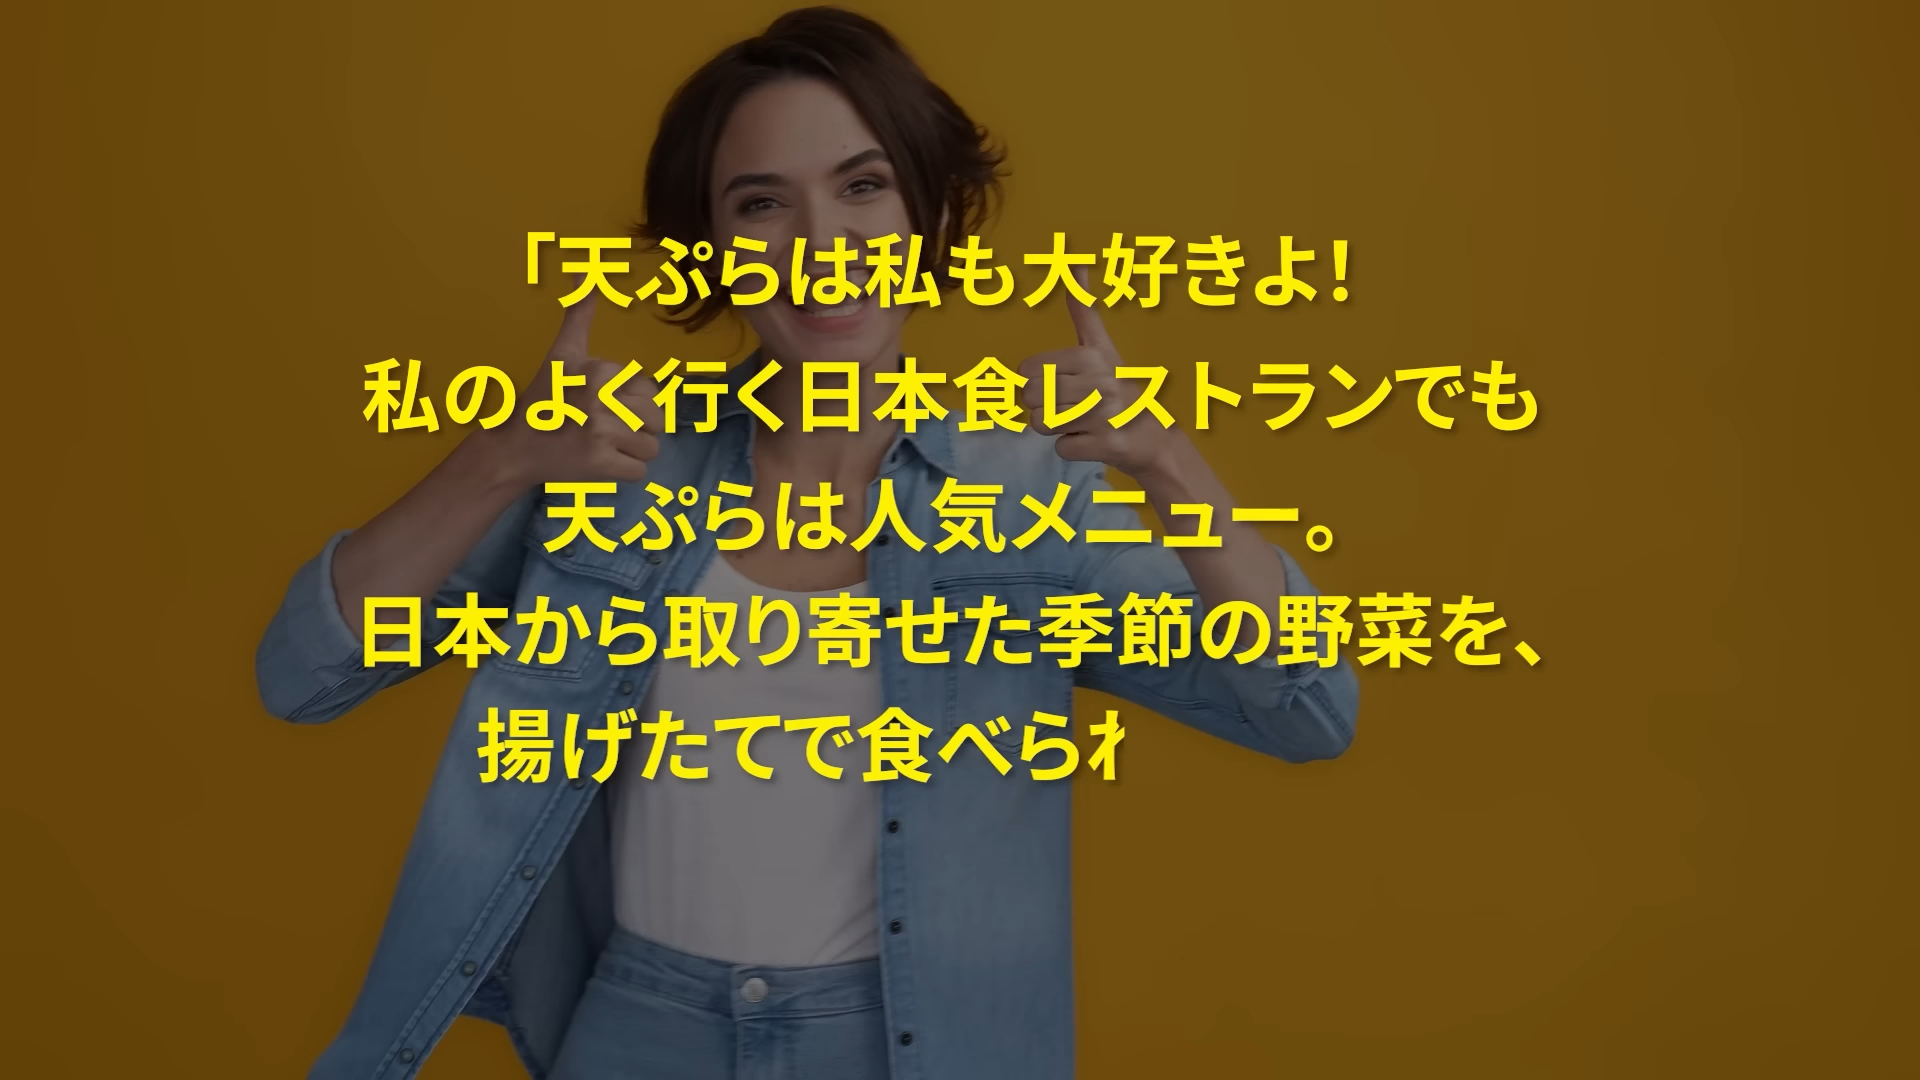 「天ぷらは私も大好きよ！
私のよく行く日本食レストランでも
天ぷらは人気メニュー。
日本から取り寄せた季節の野菜を、
揚げたてで食べられ